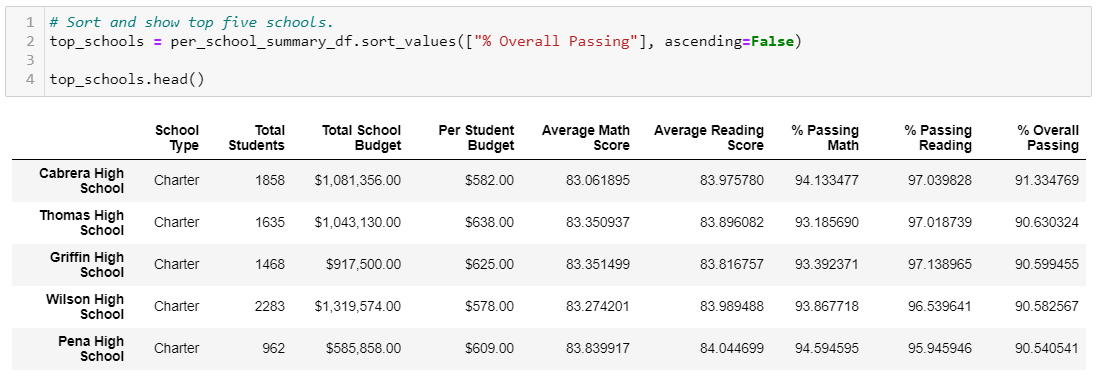 1 # Sort and show top five schools.
2 top_schools = per_school_summary_df.sort_values(["% Overall Passing"], ascending=False)
3
4 top_schools.head()
School Type Total Students Total School Budget Per Student Budget Average Math Score Average Reading Score % Passing Math % Passing Reading % Overall Passing
Cabrera High School Charter 1858 $1,081,356.00 $582.00 83.061895 83.975780 94.133477 97.039828 91.334769
Thomas High School Charter 1635 $1,043,130.00 $638.00 83.350937 83.896082 93.185690 97.018739 90.630324
Griffin High School Charter 1468 $917,500.00 $625.00 83.351499 83.816757 93.392371 97.138965 90.599455
Wilson High School Charter 2283 $1,319,574.00 $578.00 83.274201 83.989488 93.867718 96.539641 90.582567
Pena High School Charter 962 $585,858.00 $609.00 83.839917 84.044699 94.594595 95.945946 90.540541